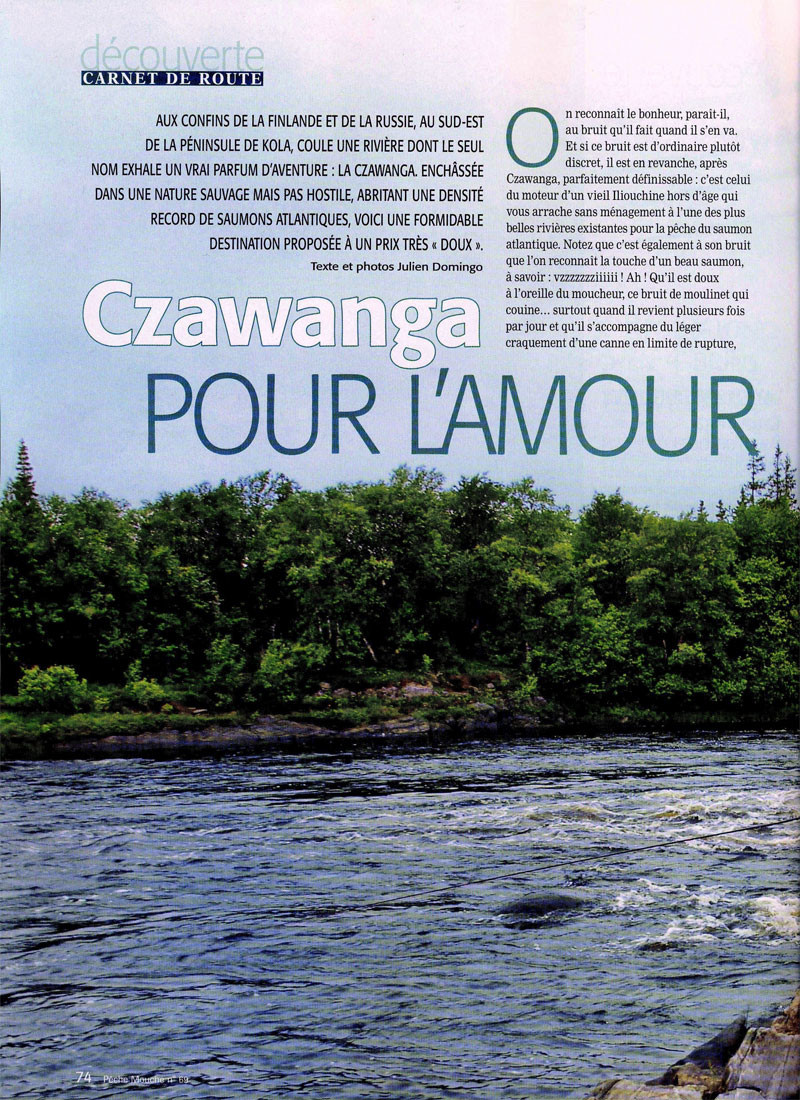 découverte
CARNET DE ROUTE
AUX CONFINS DE LA FINLANDE ET DE LA RUSSIE, AU SUD-EST
DE LA PÉNINSULE DE KOLA, COULE UNE RIVIÈRE DONT LE SEUL
NOM EXHALE UN VRAI PARFUM D'AVENTURE : LA CZAWANGA. ENCHÂSSÉE
DANS UNE NATURE SAUVAGE MAIS PAS HOSTILE, ABRITANT UNE DENSITÉ
RECORD DE SAUMONS ATLANTIQUES, VOICI UNE FORMIDABLE
DESTINATION PROPOSÉE À UN PRIX TRÈS « DOUX ».
Texte et photos Julien Domingo
Czawanga
POUR L'AMOUR
On reconnaît le bonheur, paraît-il,
au bruit qu'il fait quand il s'en va.
Et si ce bruit est d'ordinaire plutôt
discret, il est en revanche, après
Czawanga, parfaitement définissable : c'est celui
du moteur d'un vieil Iliouchine hors d'âge qui
vous arrache sans ménagement à l'une des plus
belles rivières existantes pour la pêche du saumon
atlantique. Notez que c'est également à son bruit
que l'on reconnaît la touche d'un beau saumon,
à savoir : vzzzzzzziiiiii ! Ah ! Qu'il est doux
à l'oreille du moucheur, ce bruit de moulinet qui
couine... surtout quand il revient plusieurs fois
par jour et qu'il s'accompagne du léger
craquement d'une canne en limite de rupture,
74 Pêche Mouche n° 69